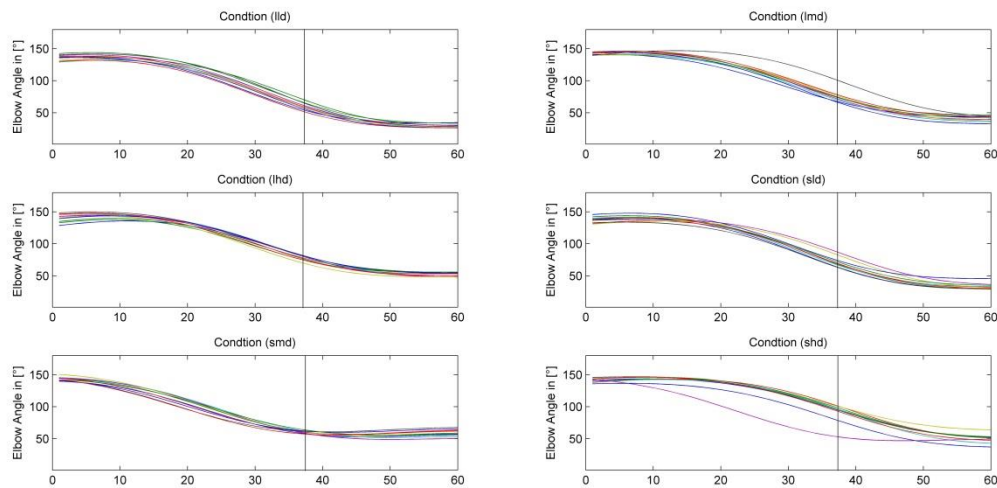 Condtion (lld)
Elbow Angle in [°]
150
100
50
0 10 20 30 40 50 60
Condtion (lmd)
Elbow Angle in [°]
150
100
50
0 10 20 30 40 50 60
Condtion (lhd)
Elbow Angle in [°]
150
100
50
0 10 20 30 40 50 60
Condtion (sld)
Elbow Angle in [°]
150
100
50
0 10 20 30 40 50 60
Condtion (smd)
Elbow Angle in [°]
150
100
50
0 10 20 30 40 50 60
Condtion (shd)
Elbow Angle in [°]
150
100
50
0 10 20 30 40 50 60